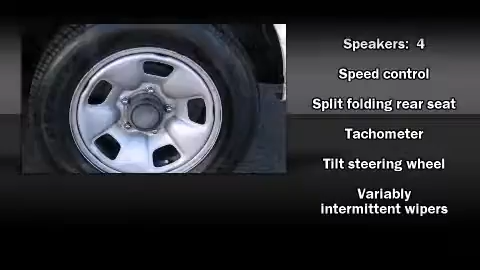 Speakers:  4
Speed control
Split folding rear seat
Tachometer
Tilt steering wheel
Variably
intermittent wipers